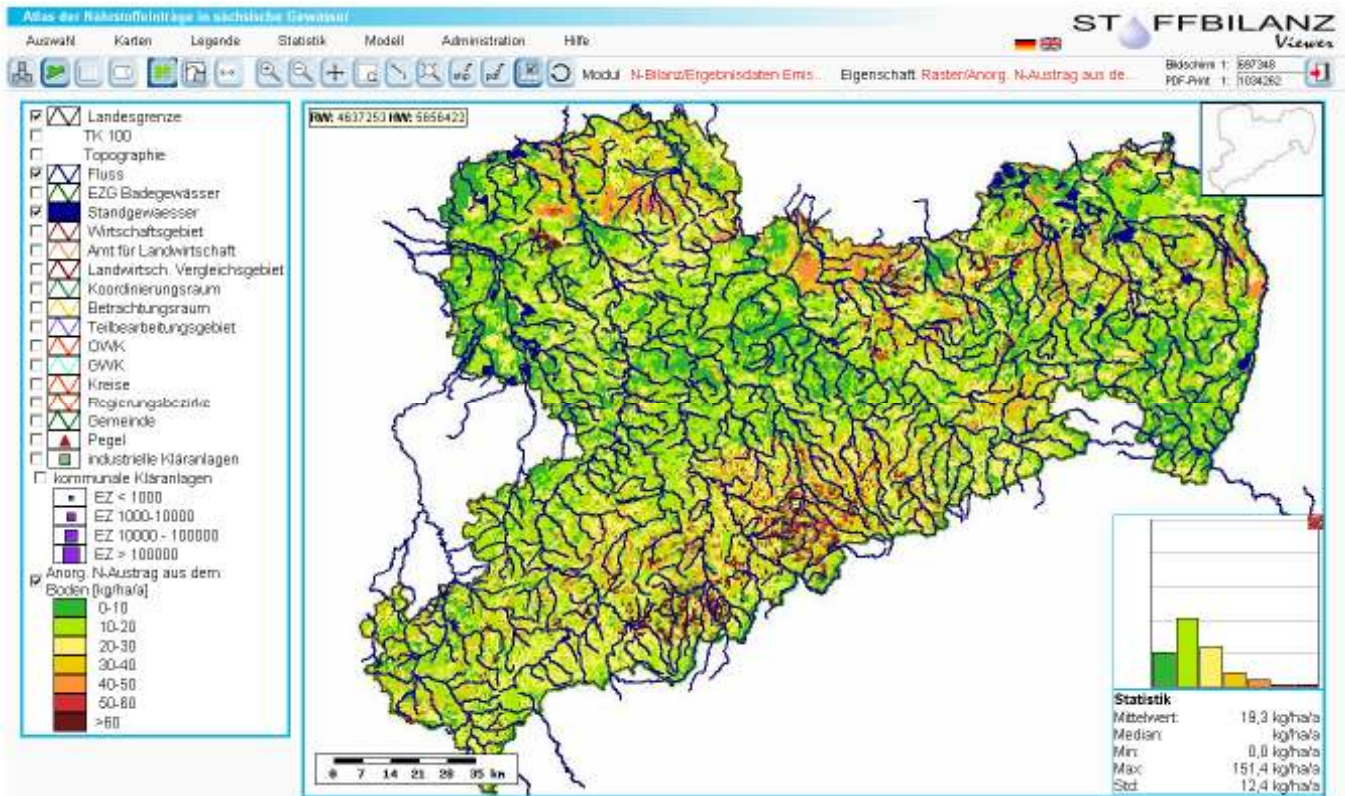 Atlas der Nährstoffeinträge in sächsische Gewässer
STOFFBILANZ
Viewer
Auswahl Karten Legende Statistik Modell Administration Hilfe
Modul N-Bilanz/Ergebnisdaten Emis... Eigenschaft Raster/Anorg. N-Austrag aus de...
Bildschirm 1: 687348
PDF-Print 1: 1034262
Landesgrenze
TK 100
Topographie
Fluss
EZG Badegewässer
Standgewaesser
Wirtschaftsgebiet
Amt für Landwirtschaft
Landwirtsch. Vergleichsgebiet
Koordinierungsraum
Betrachtungsraum
Teilbearbeitungsgebiet
OWK
GWK
Kreise
Regierungsbezirke
Gemeinde
Pegel
industrielle Kläranlagen
kommunale Kläranlagen
EZ < 1000
EZ 1000-10000
EZ 10000 - 100000
EZ > 100000
Anorg. N-Austrag aus dem
Boden [kg/ha/a]
0-10
10-20
20-30
30-40
40-50
50-60
>60
RW: 4637253 HW: 5656422
0 7 14 21 28 35 km
Statistik
Mittelwert: 19,3 kg/ha/a
Median: kg/ha/a
Min: 0,0 kg/ha/a
Max: 151,4 kg/ha/a
Std: 12,4 kg/ha/a